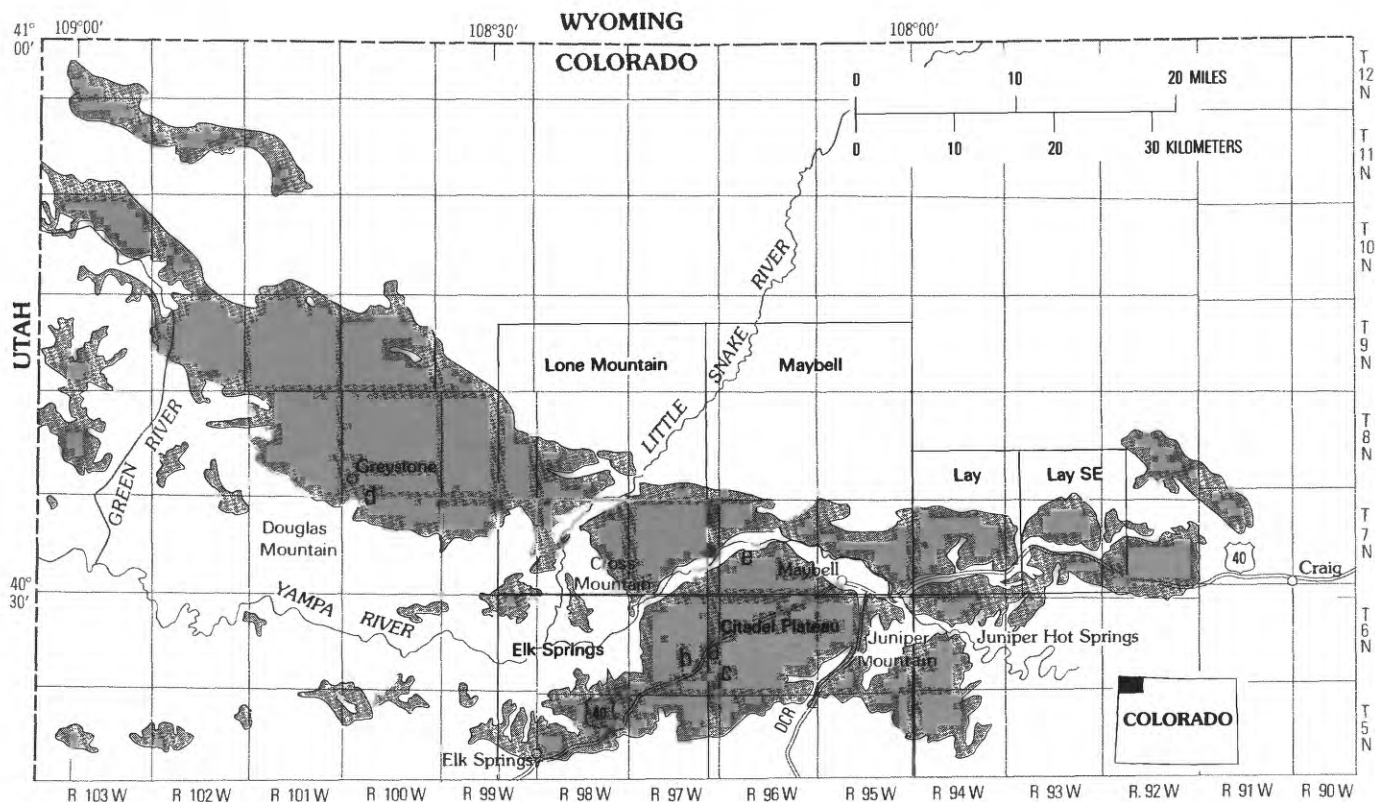 WYOMING
COLORADO
41°
00'
109°00'
108°30'
108°00'
0 10 20 MILES
0 10 20 30 KILOMETERS
T
12
N
T
11
N
T
10
N
T
9
N
T
8
N
T
7
N
T
6
N
T
5
N
UTAH
LITTLE SNAKE RIVER
Lone Mountain
Maybell
GREEN RIVER
Greystone
d
Lay
Lay SE
Douglas
Mountain
Cross
Mountain
e
Maybell
40
Craig
40°
30'
YAMPA RIVER
Elk Springs
Citadel Plateau
b
a
c
Juniper
Mountain
Juniper Hot Springs
40
DCR
Elk Springs
COLORADO
R 103 W
R 102 W
R 101 W
R 100 W
R 99 W
R 98 W
R 97 W
R 96 W
R 95 W
R 94 W
R 93 W
R. 92 W
R 91 W
R 90 W